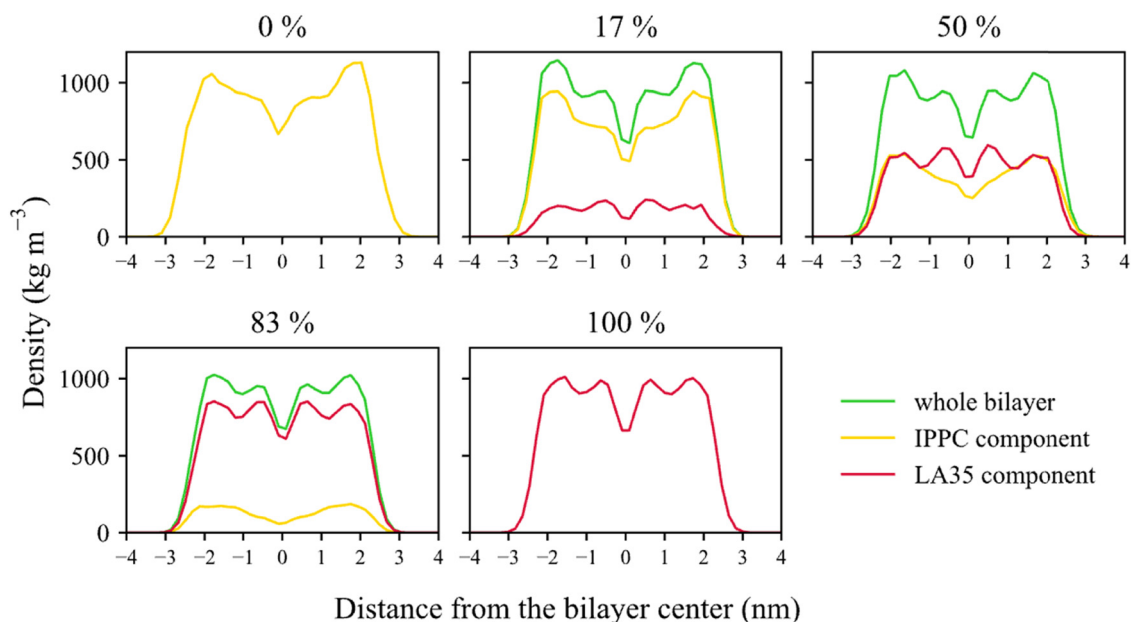 0 %
17 %
50 %
1000
500
0
−4 −3 −2 −1 0 1 2 3 4
−4 −3 −2 −1 0 1 2 3 4
−4 −3 −2 −1 0 1 2 3 4
Density (kg m⁻³)
83 %
100 %
1000
500
0
−4 −3 −2 −1 0 1 2 3 4
−4 −3 −2 −1 0 1 2 3 4
whole bilayer
IPPC component
LA35 component
Distance from the bilayer center (nm)